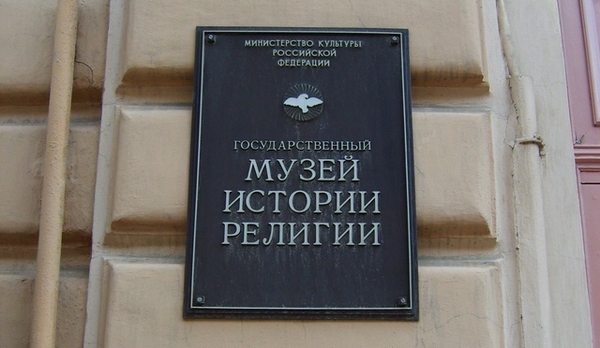 МИНИСТЕРСТВО КУЛЬТУРЫ
РОССИЙСКОЙ
ФЕДЕРАЦИИ
ГОСУДАРСТВЕННЫЙ
МУЗЕЙ
ИСТОРИИ
РЕЛИГИИ